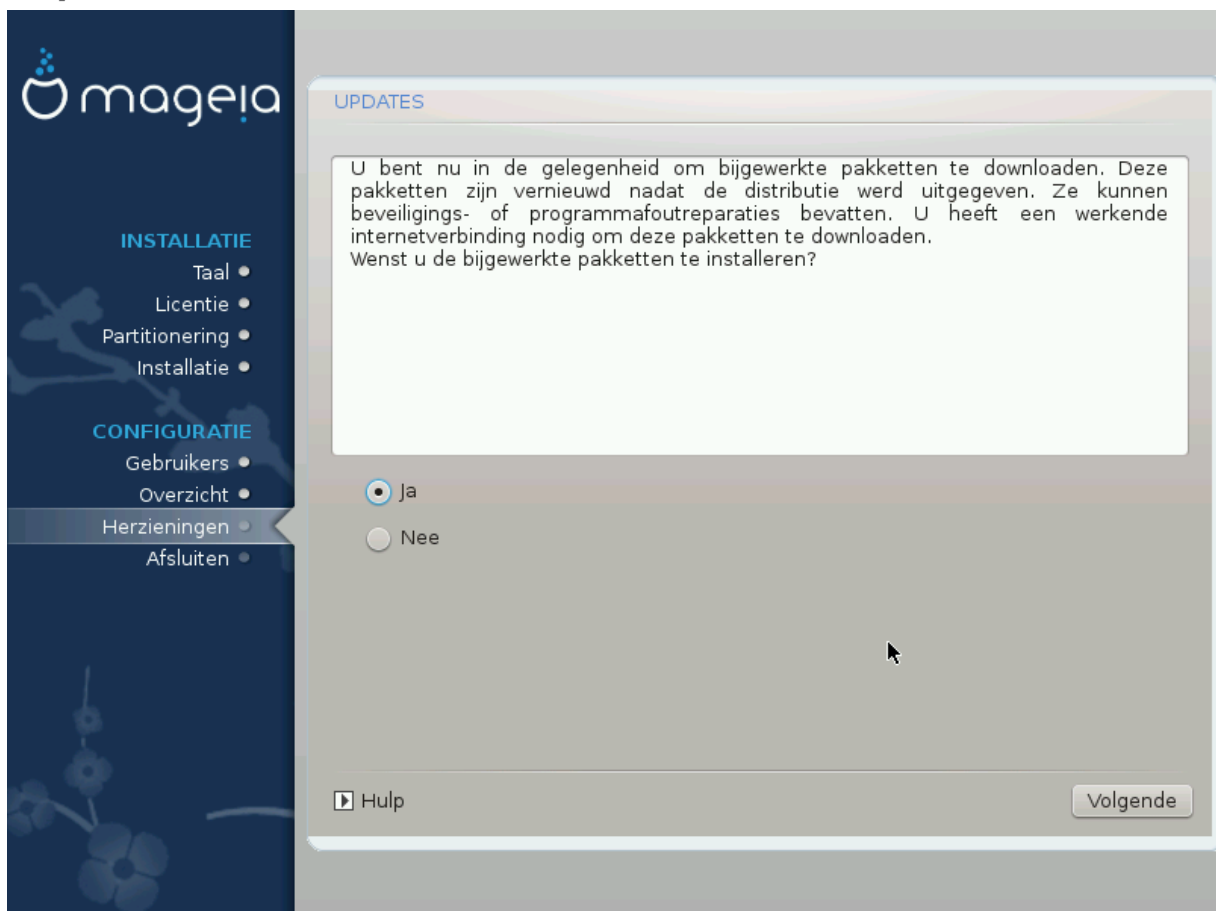 mageia
INSTALLATIE
Taal
Licentie
Partitionering
Installatie
CONFIGURATIE
Gebruikers
Overzicht
Herzieningen
Afsluiten
UPDATES
U bent nu in de gelegenheid om bijgewerkte pakketten te downloaden. Deze
pakketten zijn vernieuwd nadat de distributie werd uitgegeven. Ze kunnen
beveiligings- of programmafoutreparaties bevatten. U heeft een werkende
internetverbinding nodig om deze pakketten te downloaden.
Wenst u de bijgewerkte pakketten te installeren?
Ja
Nee
Hulp
Volgende